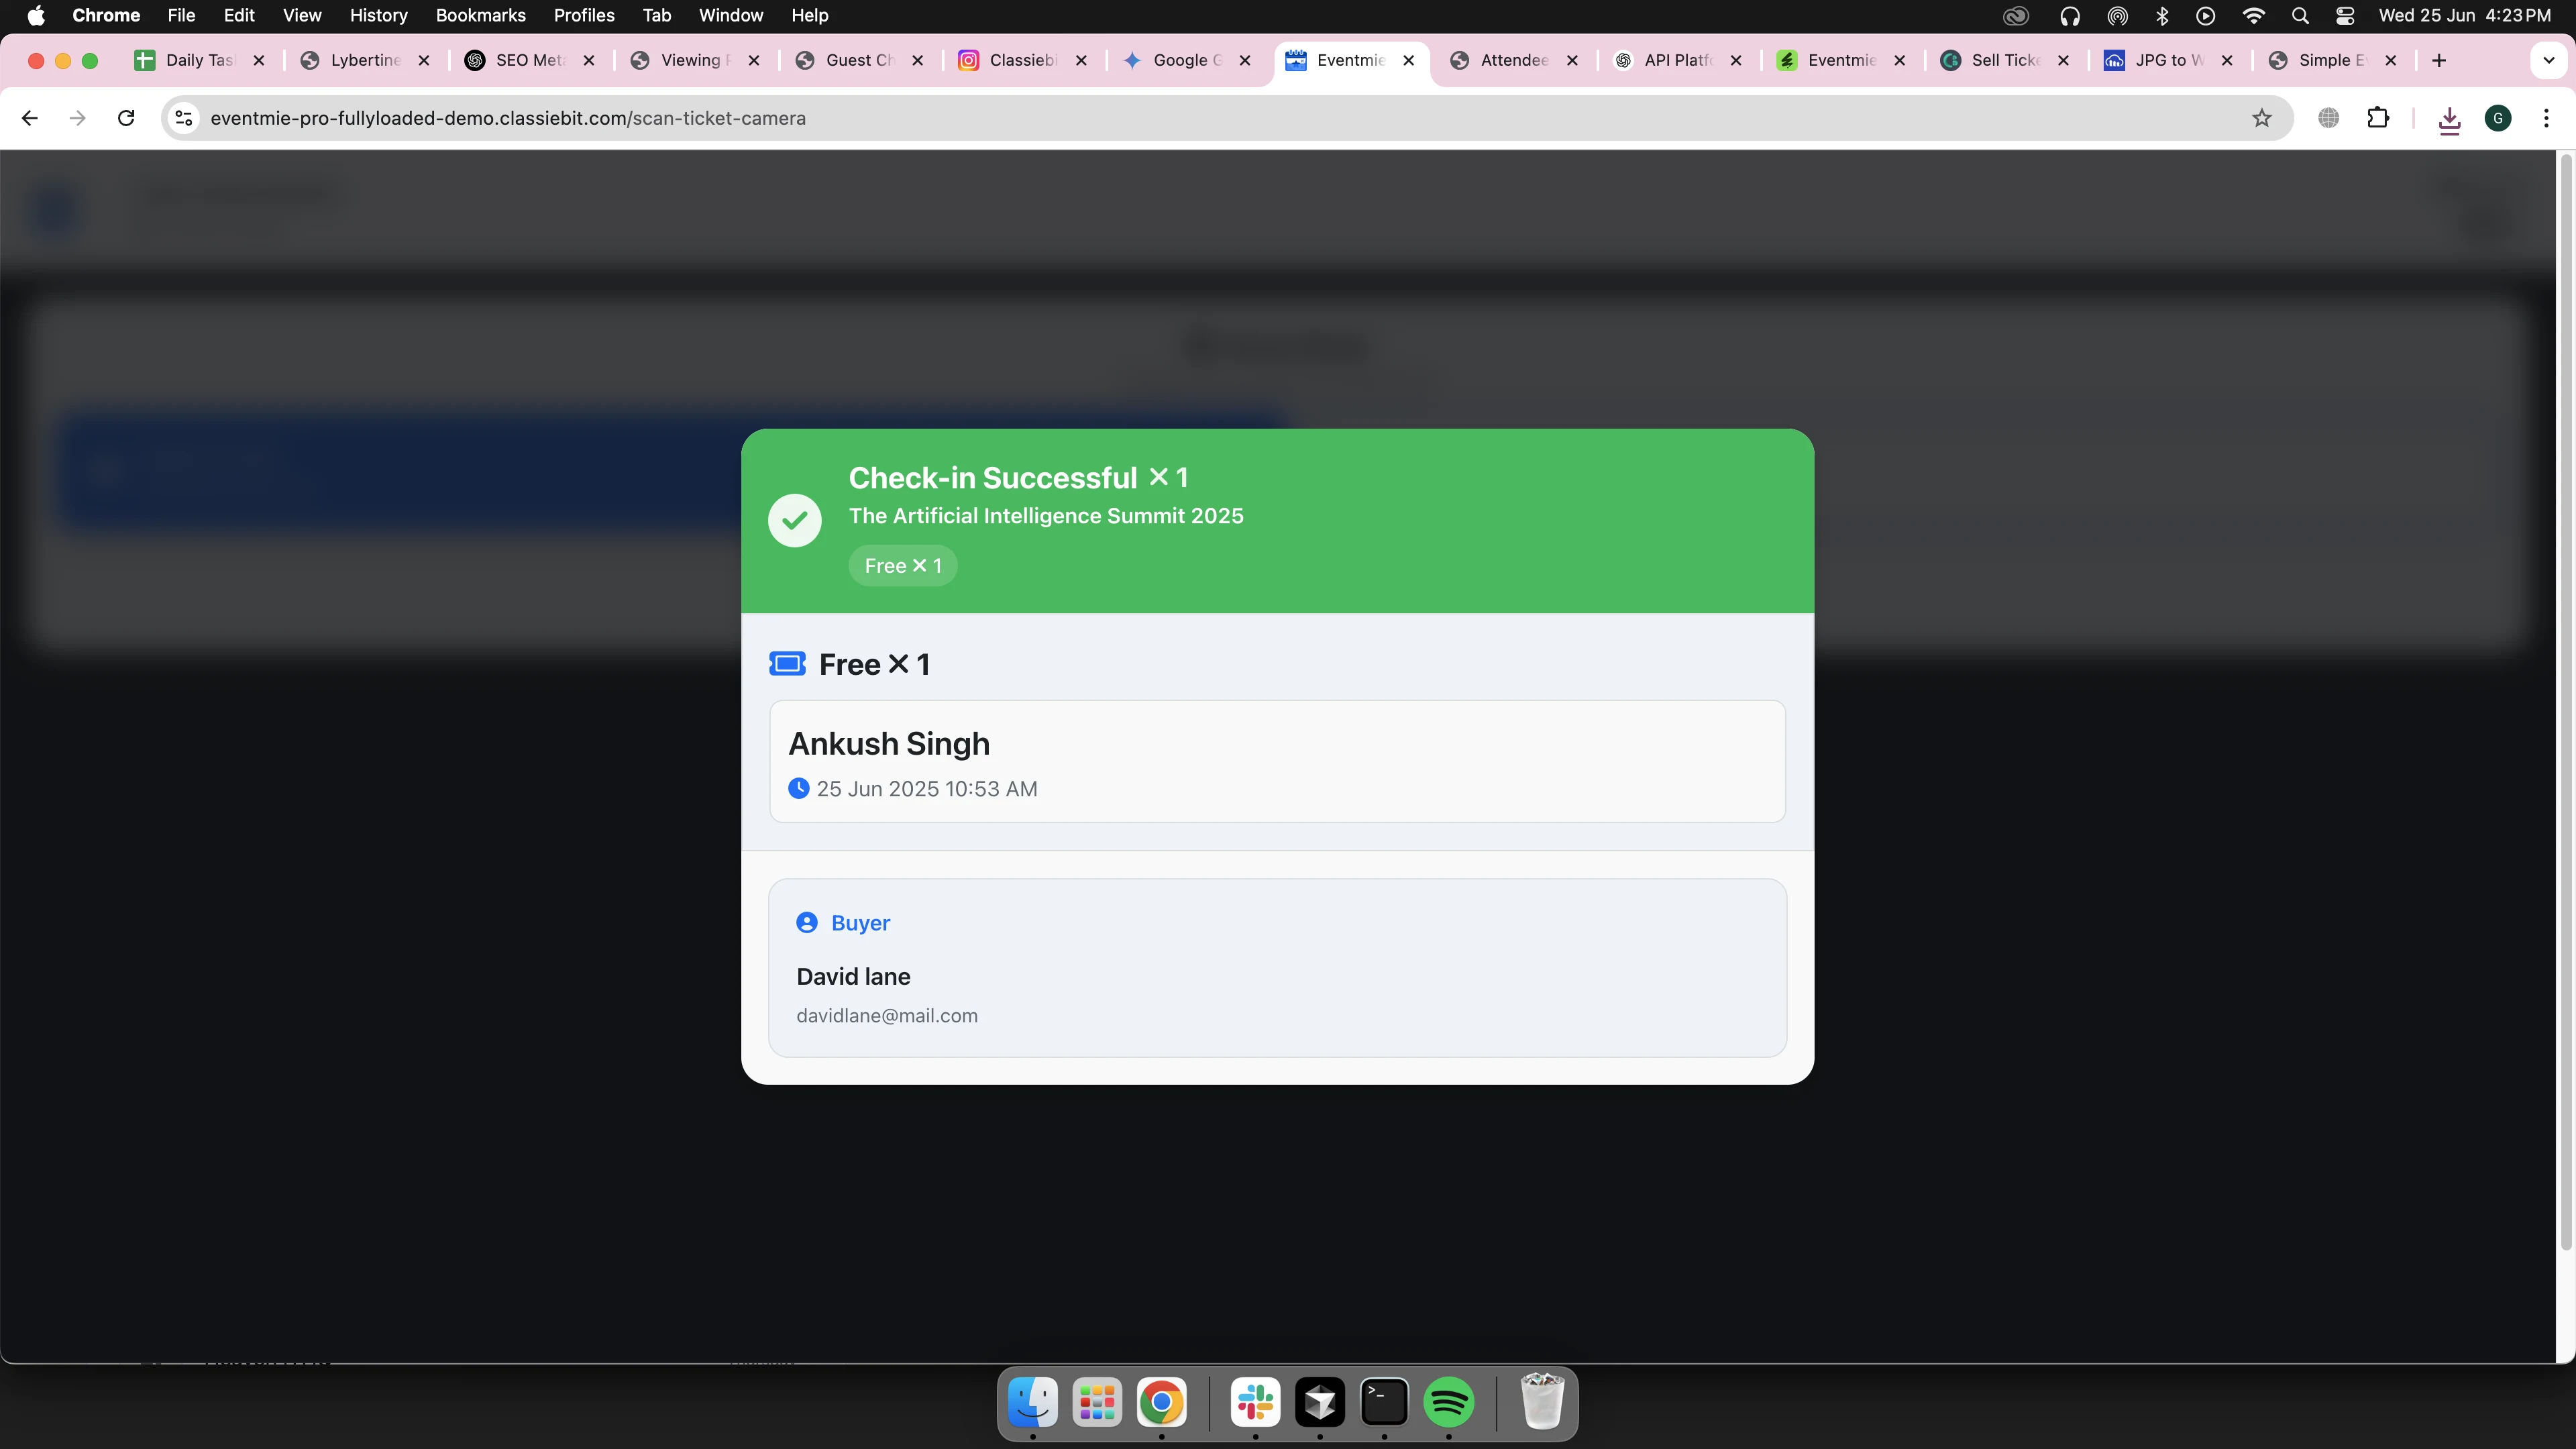 Chrome File Edit View History Bookmarks Profiles Tab Window Help Wed 25 Jun 4:23 PM
Daily Tas Lybertine SEO Met Viewing Guest Ch Classiebi Google G Eventmie Attendee API Platf Eventmie Sell Ticke JPG to W Simple E
eventmie-pro-fullyloaded-demo.classiebit.com/scan-ticket-camera G
Check-in Successful × 1
The Artificial Intelligence Summit 2025
Free × 1
Free × 1
Ankush Singh
25 Jun 2025 10:53 AM
Buyer
David lane
davidlane@mail.com